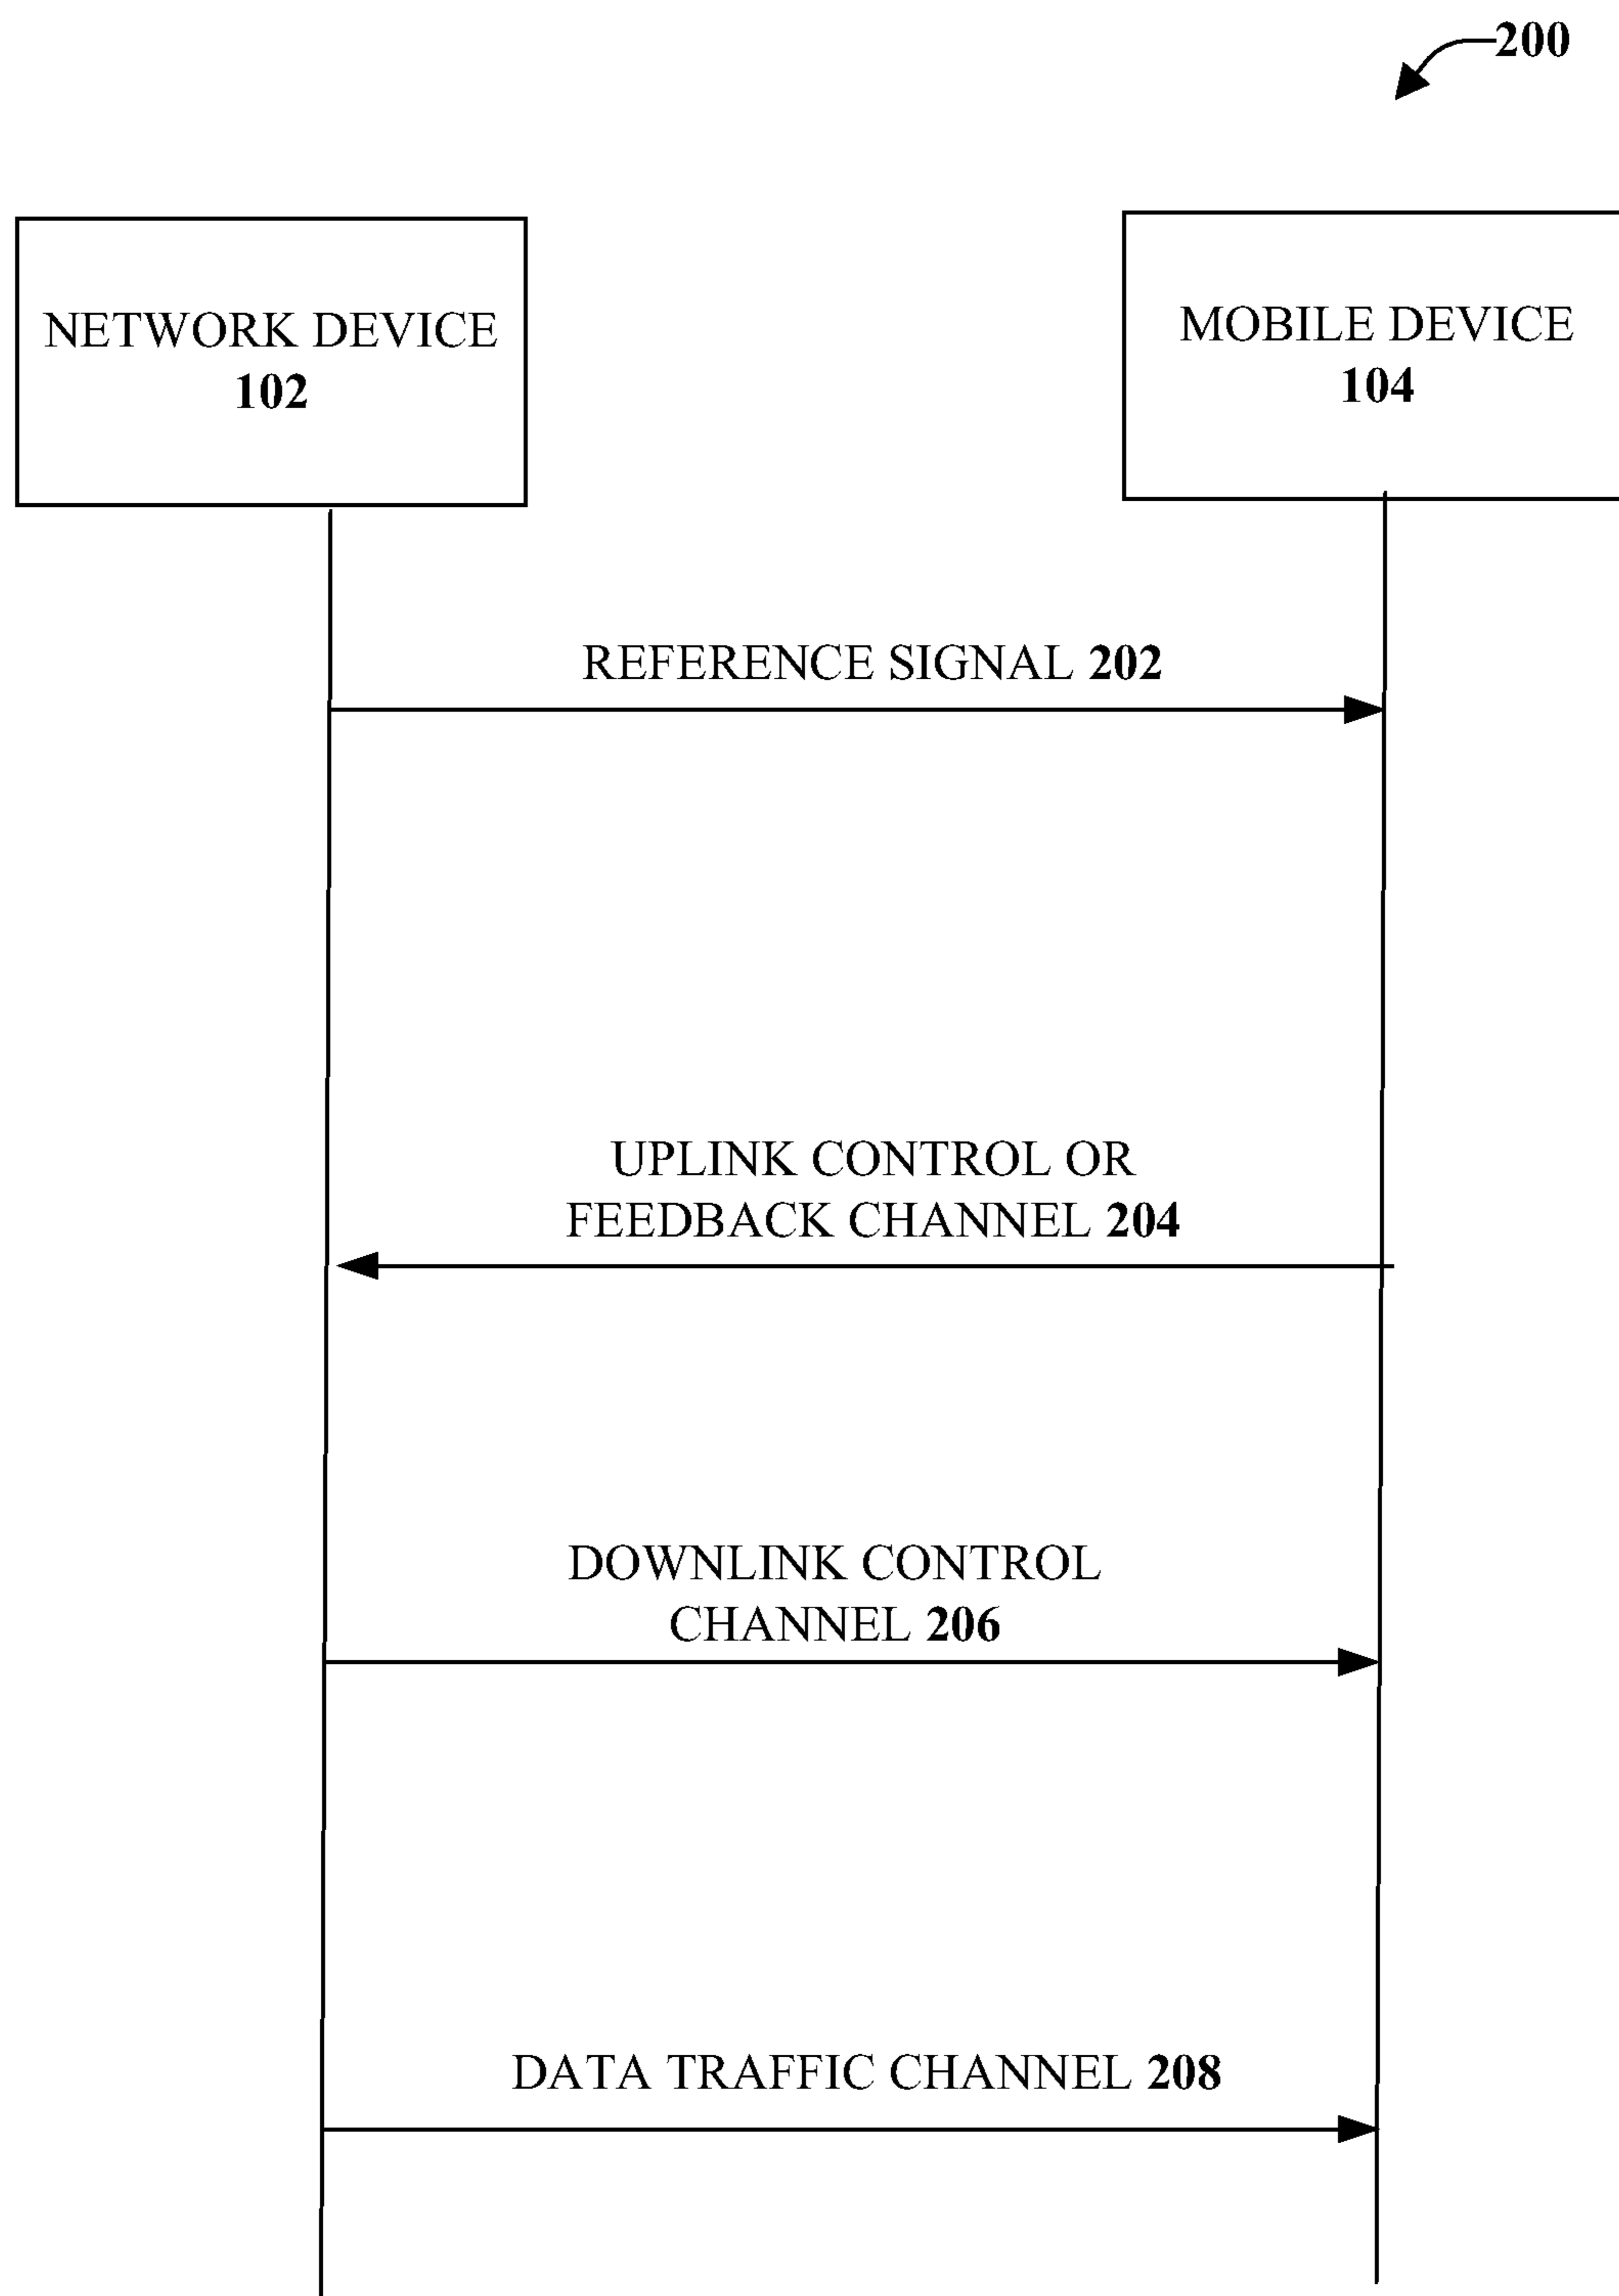 200
NETWORK DEVICE
102
MOBILE DEVICE
104
REFERENCE SIGNAL 202
UPLINK CONTROL OR
FEEDBACK CHANNEL 204
DOWNLINK CONTROL
CHANNEL 206
DATA TRAFFIC CHANNEL 208